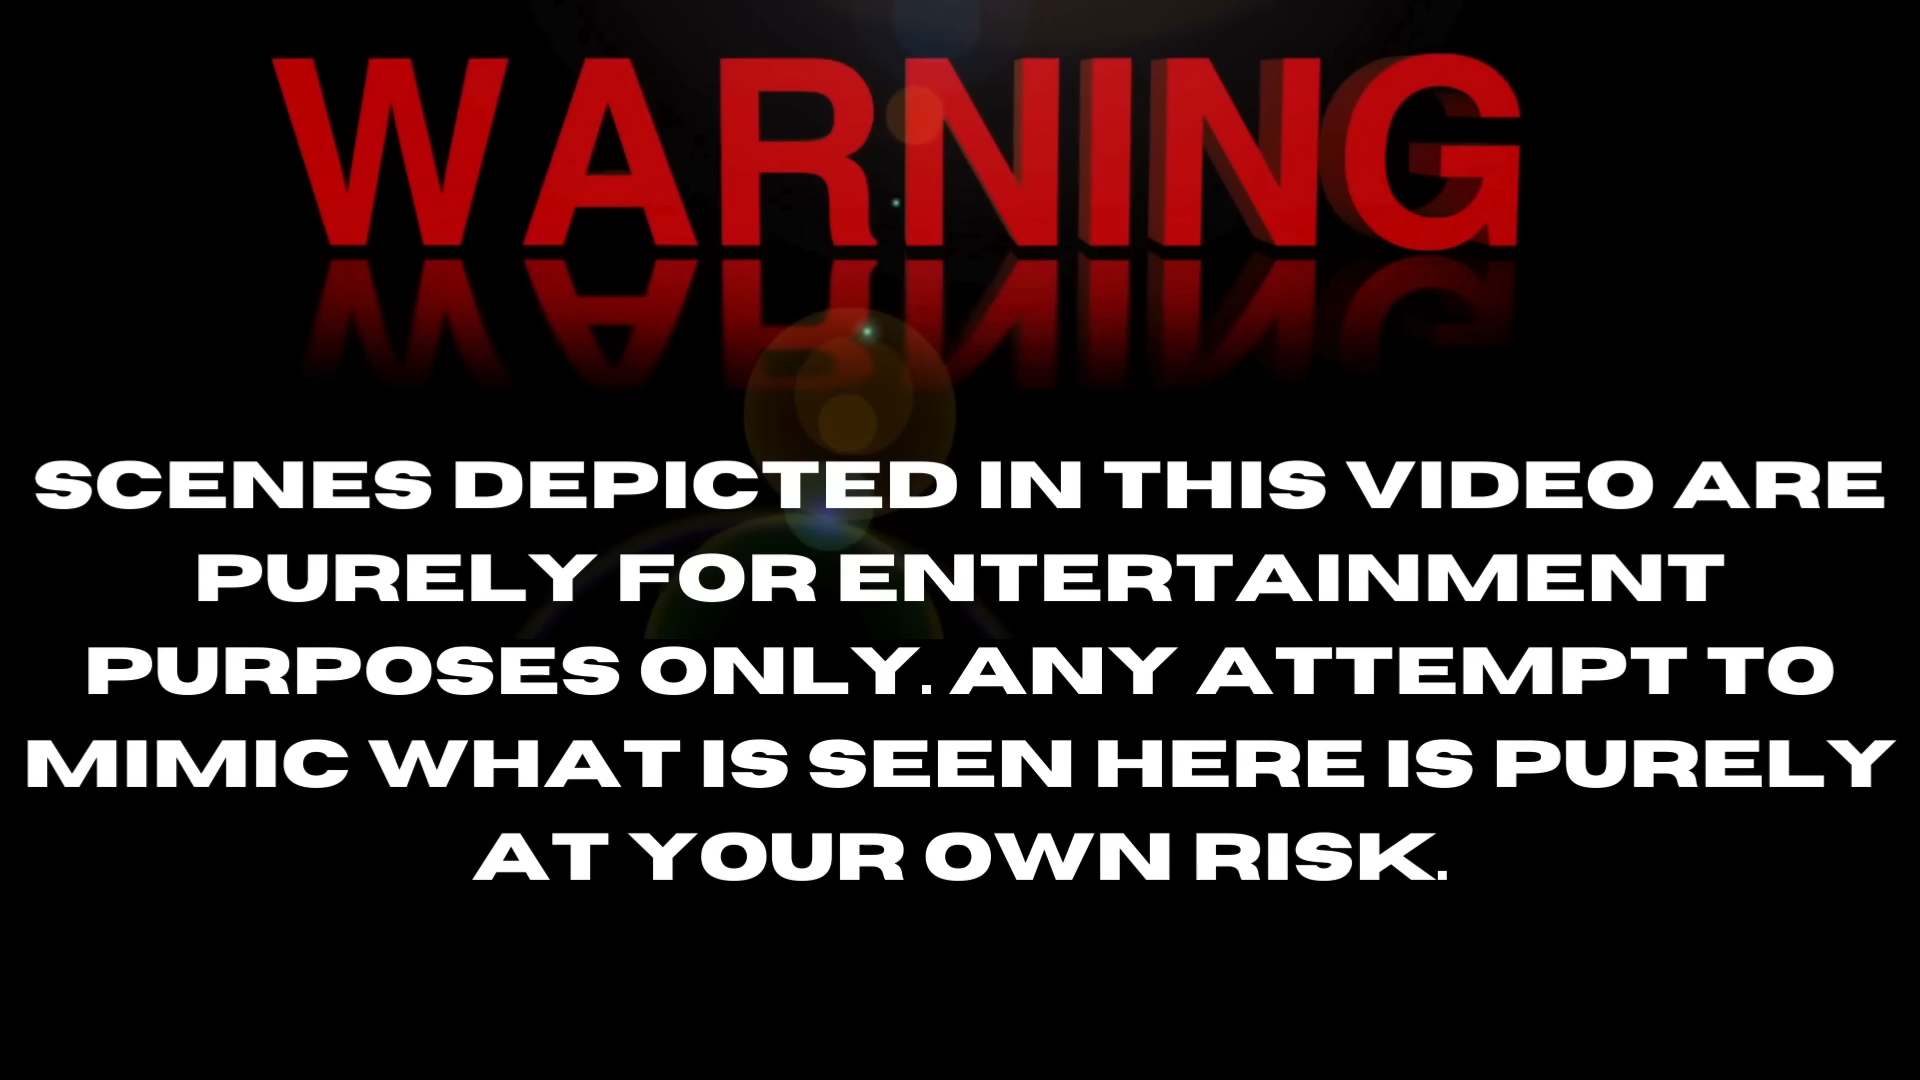 WARNING
SCENES DEPICTED IN THIS VIDEO ARE
PURELY FOR ENTERTAINMENT
PURPOSES ONLY. ANY ATTEMPT TO
MIMIC WHAT IS SEEN HERE IS PURELY
AT YOUR OWN RISK.